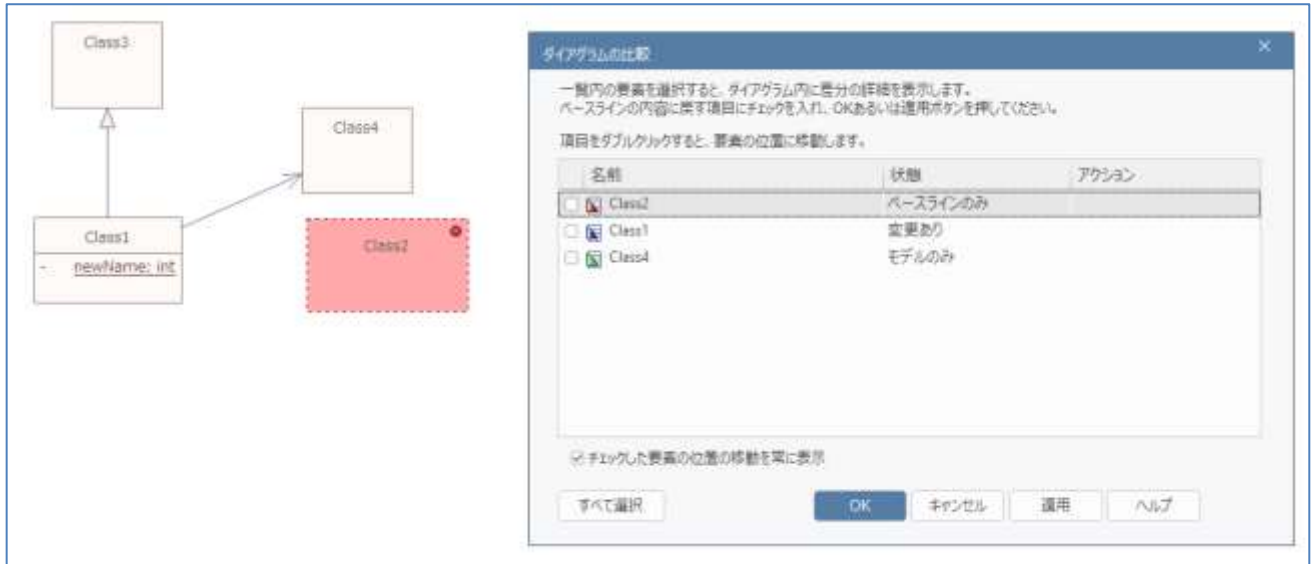 Class3
Class4
Class1
- newName: int
Class2
ダイアグラムの比較
一覧内の要素を選択すると、ダイアグラム内に差分の詳細を表示します。
ベースラインの内容に戻す項目にチェックを入れ、OKあるいは適用ボタンを押してください。
項目をダブルクリックすると、要素の位置に移動します。
名前 状態 アクション
Class2 ベースラインのみ
Class1 変更あり
Class4 モデルのみ
チェックした要素の位置の移動を常に表示
すべて選択 OK キャンセル 適用 ヘルプ